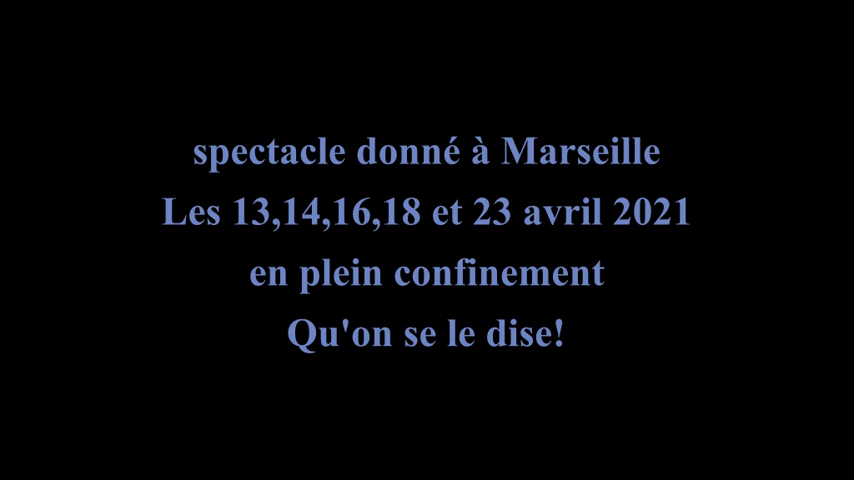 spectacle donné à Marseille
Les 13,14,16,18 et 23 avril 2021
en plein confinement
Qu'on se le dise!